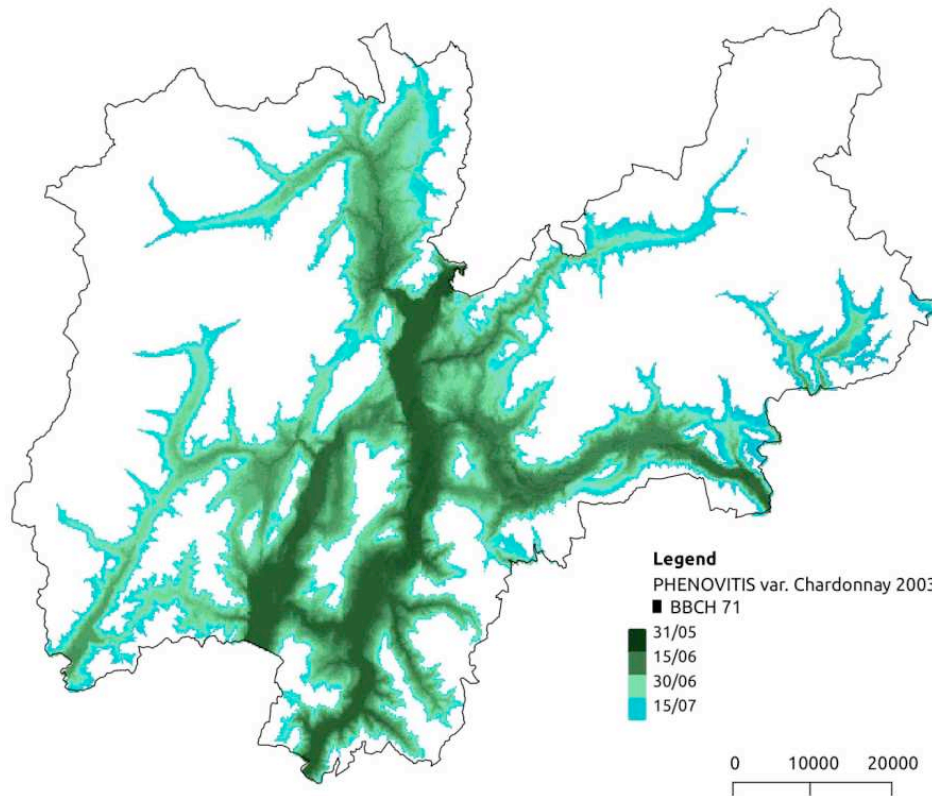 Legend
PHENOVITIS var. Chardonnay 2003
BBCH 71
31/05
15/06
30/06
15/07
0 10000 20000